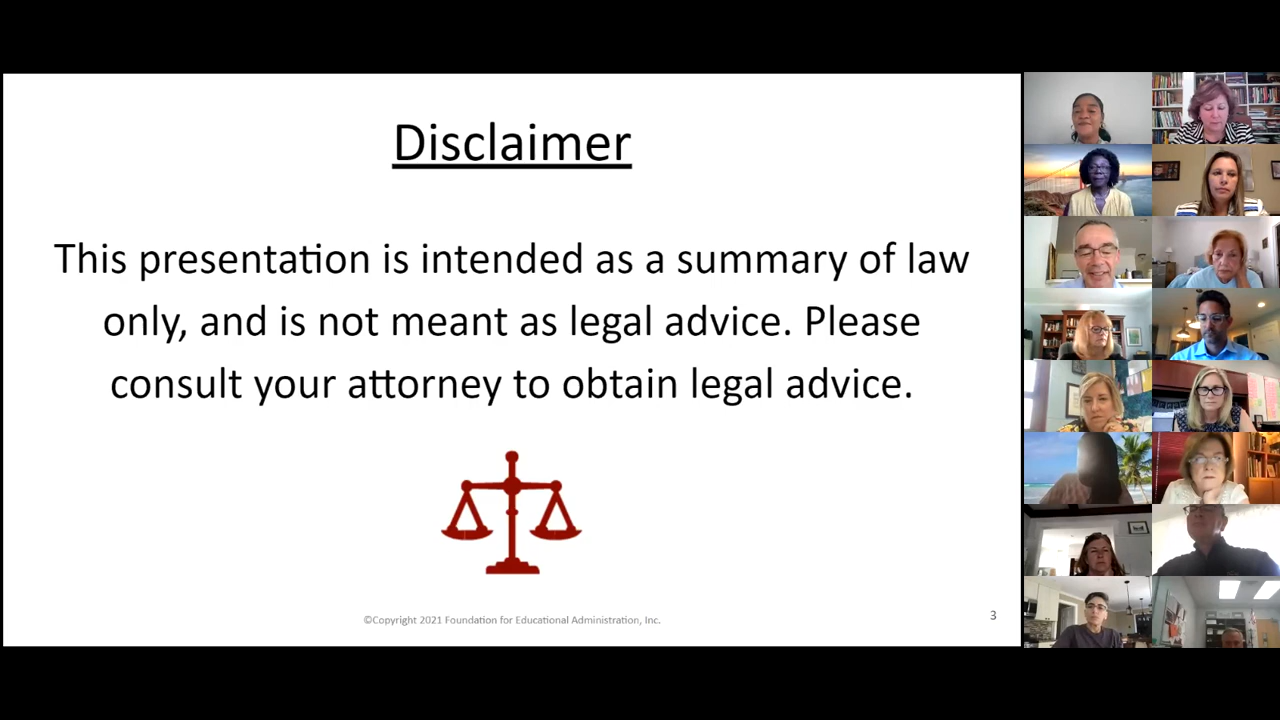 Disclaimer
This presentation is intended as a summary of law
only, and is not meant as legal advice. Please
consult your attorney to obtain legal advice.
©Copyright 2021 Foundation for Educational Administration, Inc.
3